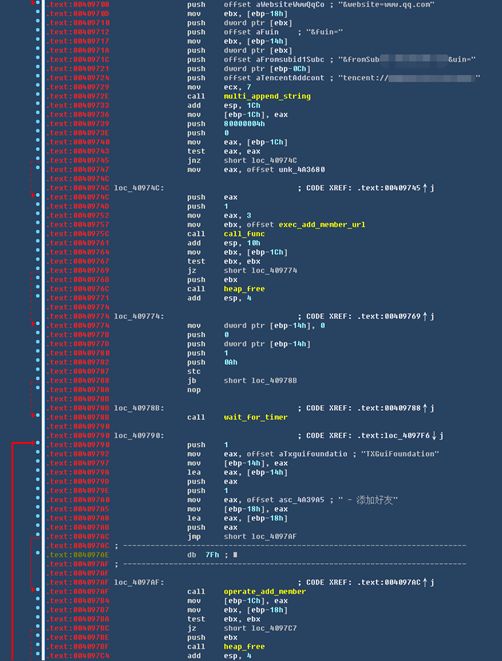 .text:0040970B push offset aWebsiteWwwQqCo ; "&website=www.qq.com"
.text:0040970D mov ebx, [ebp-18h]
.text:00409710 push dword ptr [ebx]
.text:00409712 push offset aFuin ; "&fuin="
.text:00409717 mov ebx, [ebp-14h]
.text:0040971A push dword ptr [ebx]
.text:0040971C push offset aFromsubid1Subc ; "&fromSub &uin="
.text:00409721 push dword ptr [ebp-0Ch]
.text:00409724 push offset aTencentAddcont ; "tencent://
.text:00409729 mov ecx, 7
.text:0040972E call multi_append_string
.text:00409733 add esp, 1Ch
.text:00409736 mov [ebp-1Ch], eax
.text:00409739 push 80000004h
.text:0040973E push 0
.text:00409740 mov eax, [ebp-1Ch]
.text:00409743 test eax, eax
.text:00409745 jnz short loc_40974C
.text:00409747 mov eax, offset unk_4A3680
.text:0040974C
.text:0040974C loc_40974C: ; CODE XREF: .text:00409745↑j
.text:0040974C push eax
.text:0040974D push 1
.text:00409752 mov eax, 3
.text:00409757 mov ebx, offset exec_add_member_url
.text:0040975C call call_func
.text:00409761 add esp, 10h
.text:00409764 mov ebx, [ebp-1Ch]
.text:00409767 test ebx, ebx
.text:00409769 jz short loc_409774
.text:0040976B push ebx
.text:0040976C call heap_free
.text:00409771 add esp, 4
.text:00409774
.text:00409774 loc_409774: ; CODE XREF: .text:00409769↑j
.text:00409774 mov dword ptr [ebp-14h], 0
.text:0040977B push 0
.text:0040977D push dword ptr [ebp-14h]
.text:00409780 push 1
.text:00409782 push 0Ah
.text:00409787 stc
.text:00409788 jb short loc_40978B
.text:0040978A nop
.text:0040978B
.text:0040978B loc_40978B: ; CODE XREF: .text:00409788↑j
.text:0040978B call wait_for_timer
.text:00409790
.text:00409790 loc_409790: ; CODE XREF: .text:loc_4097F6↓j
.text:00409790 push 1
.text:00409792 mov eax, offset aTxguifoundatio ; "TXGuiFoundation"
.text:00409797 mov [ebp-14h], eax
.text:0040979A lea eax, [ebp-14h]
.text:0040979D push eax
.text:0040979E push 1
.text:004097A0 mov eax, offset asc_4A39A5 ; " - 添加好友"
.text:004097A5 mov [ebp-18h], eax
.text:004097A8 lea eax, [ebp-18h]
.text:004097AB push eax
.text:004097AC jmp short loc_4097AF
.text:004097AC ; ---------------------------------------------------------------------------
.text:004097AE db 7Fh ;
.text:004097AF ; ---------------------------------------------------------------------------
.text:004097AF
.text:004097AF loc_4097AF: ; CODE XREF: .text:004097AC↑j
.text:004097AF call operate_add_member
.text:004097B4 mov [ebp-1Ch], eax
.text:004097B7 mov ebx, [ebp-18h]
.text:004097BA test ebx, ebx
.text:004097BC jz short loc_4097C7
.text:004097BE push ebx
.text:004097BF call heap_free
.text:004097C4 add esp, 4